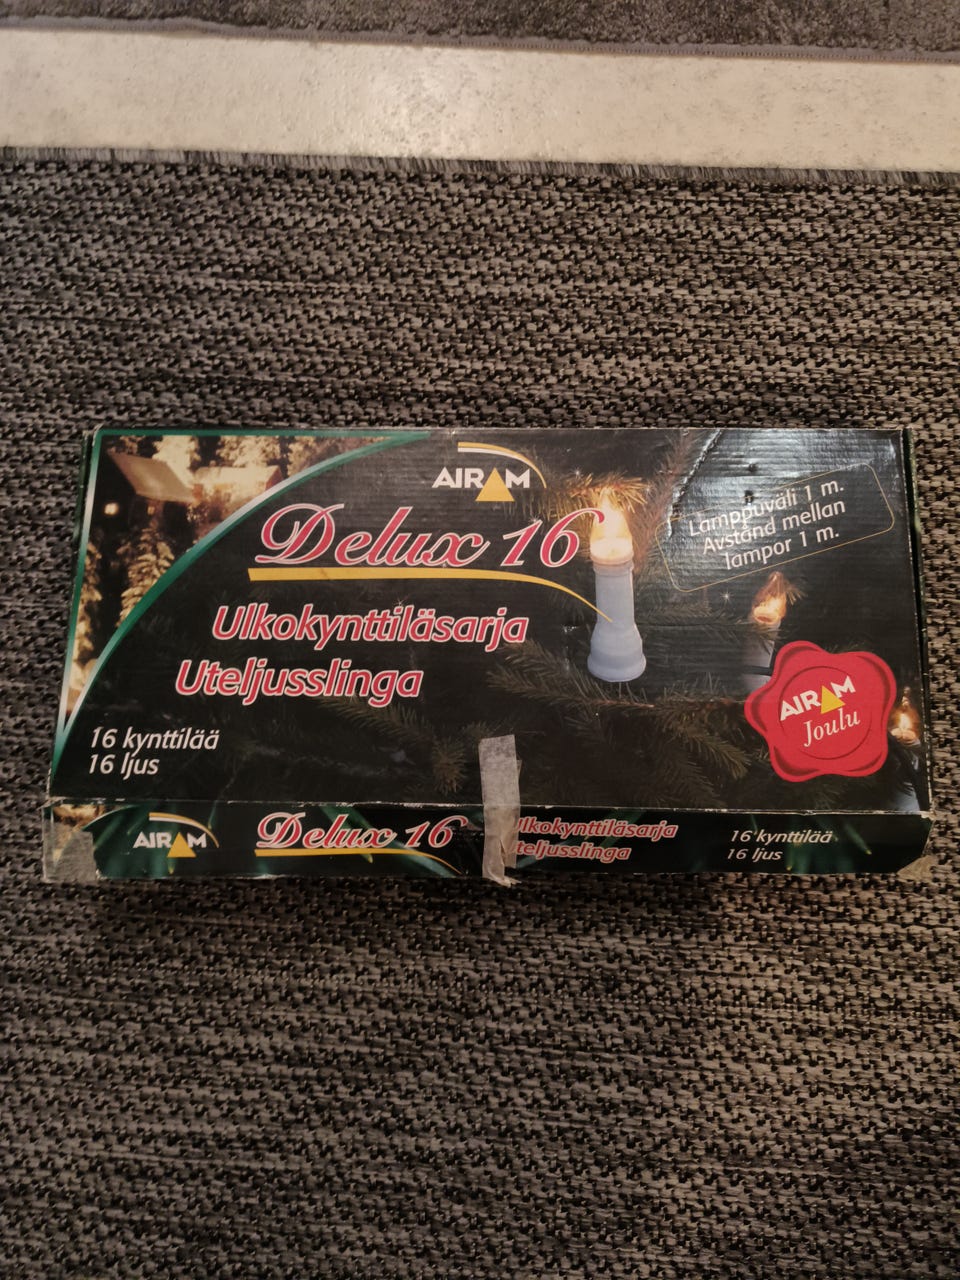 AIRAM
Delux 16
Ulkokynttiläsarja
Uteljusslinga
16 kynttilää
16 ljus
Lamppuväli 1 m.
Avstånd mellan
lampor 1 m.
AIRAM
Joulu
AIRAM
Delux 16
Ulkokynttiläsarja
Uteljusslinga
16 kynttilää
16 ljus